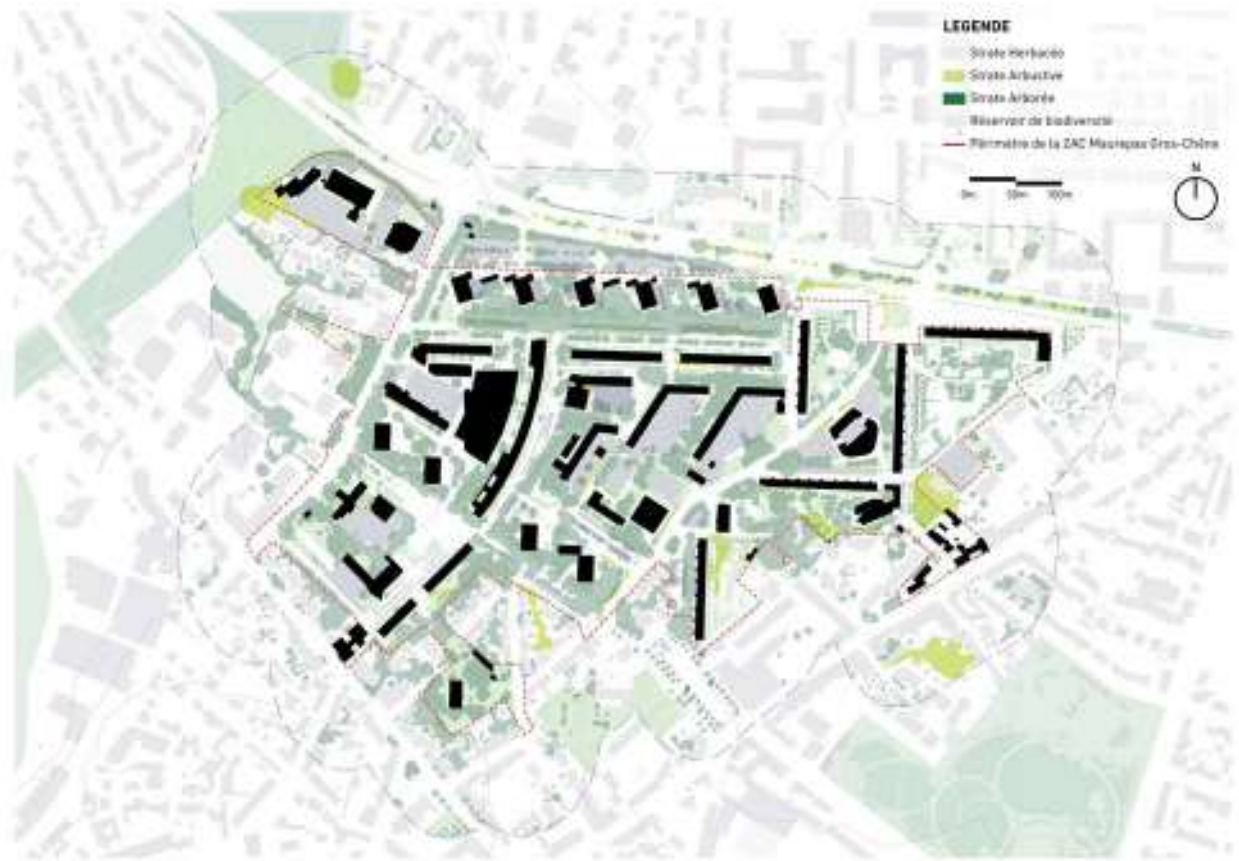 LEGENDE
Strate Herbacée
Strate Arbustive
Strate Arborée
Réservoir de biodiversité
Périmètre de la ZAC Maurepas Gros-Chêne
N
0m 50m 100m